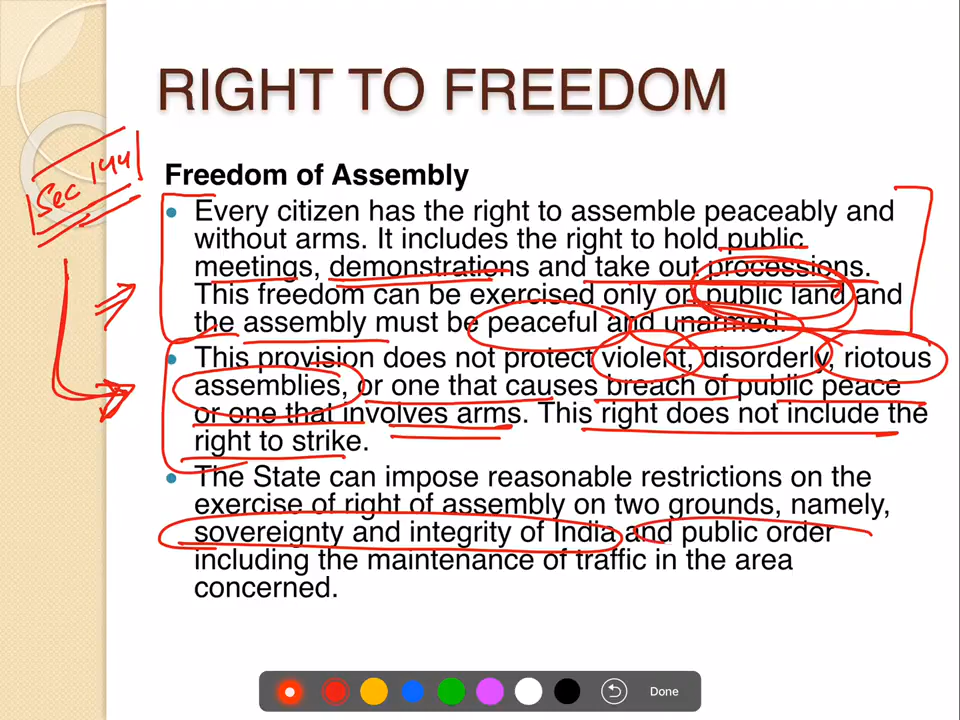 RIGHT TO FREEDOM
Sec 144
Freedom of Assembly
• Every citizen has the right to assemble peaceably and
without arms. It includes the right to hold public
meetings, demonstrations and take out processions.
This freedom can be exercised only on public land and
the assembly must be peaceful and unarmed.
• This provision does not protect violent, disorderly, riotous
assemblies, or one that causes breach of public peace
or one that involves arms. This right does not include the
right to strike.
• The State can impose reasonable restrictions on the
exercise of right of assembly on two grounds, namely,
sovereignty and integrity of India and public order
including the maintenance of traffic in the area
concerned.
Done